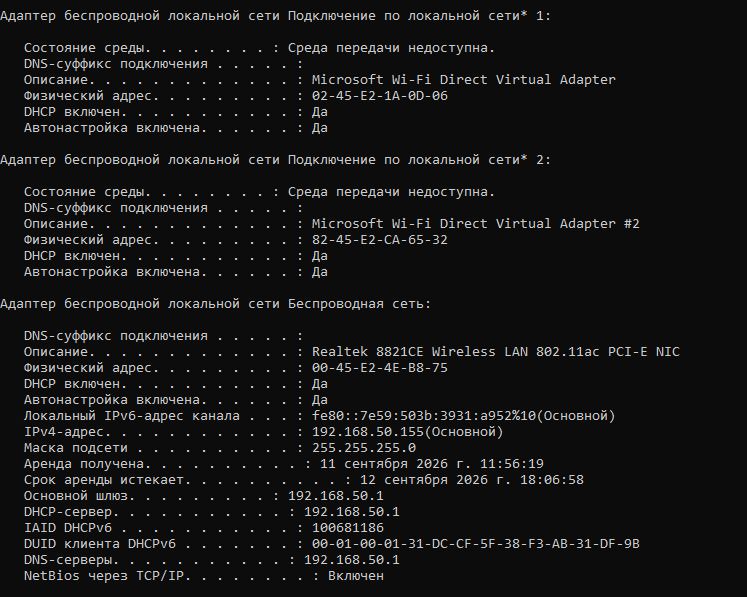 Адаптер беспроводной локальной сети Подключение по локальной сети* 1:
Состояние среды. . . . . . . . : Среда передачи недоступна.
DNS-суффикс подключения . . . . . :
Описание. . . . . . . . . . . . . : Microsoft Wi-Fi Direct Virtual Adapter
Физический адрес. . . . . . . . . : 02-45-E2-1A-0D-06
DHCP включен. . . . . . . . . . . : Да
Автонастройка включена. . . . . . : Да
Адаптер беспроводной локальной сети Подключение по локальной сети* 2:
Состояние среды. . . . . . . . : Среда передачи недоступна.
DNS-суффикс подключения . . . . . :
Описание. . . . . . . . . . . . . : Microsoft Wi-Fi Direct Virtual Adapter #2
Физический адрес. . . . . . . . . : 82-45-E2-CA-65-32
DHCP включен. . . . . . . . . . . : Да
Автонастройка включена. . . . . . : Да
Адаптер беспроводной локальной сети Беспроводная сеть:
DNS-суффикс подключения . . . . . :
Описание. . . . . . . . . . . . . : Realtek 8821CE Wireless LAN 802.11ac PCI-E NIC
Физический адрес. . . . . . . . . : 00-45-E2-4E-B8-75
DHCP включен. . . . . . . . . . . : Да
Автонастройка включена. . . . . . : Да
Локальный IPv6-адрес канала . . . : fe80::7e59:503b:3931:a952%10(Основной)
IPv4-адрес. . . . . . . . . . . . : 192.168.50.155(Основной)
Маска подсети . . . . . . . . . . : 255.255.255.0
Аренда получена. . . . . . . . . . : 11 сентября 2026 г. 11:56:19
Срок аренды истекает. . . . . . . . . . : 12 сентября 2026 г. 18:06:58
Основной шлюз. . . . . . . . . : 192.168.50.1
DHCP-сервер. . . . . . . . . . . : 192.168.50.1
IAID DHCPv6 . . . . . . . . . . . : 100681186
DUID клиента DHCPv6 . . . . . . . : 00-01-00-01-31-DC-CF-5F-38-F3-AB-31-DF-9B
DNS-серверы. . . . . . . . . . . : 192.168.50.1
NetBios через TCP/IP. . . . . . . . : Включен